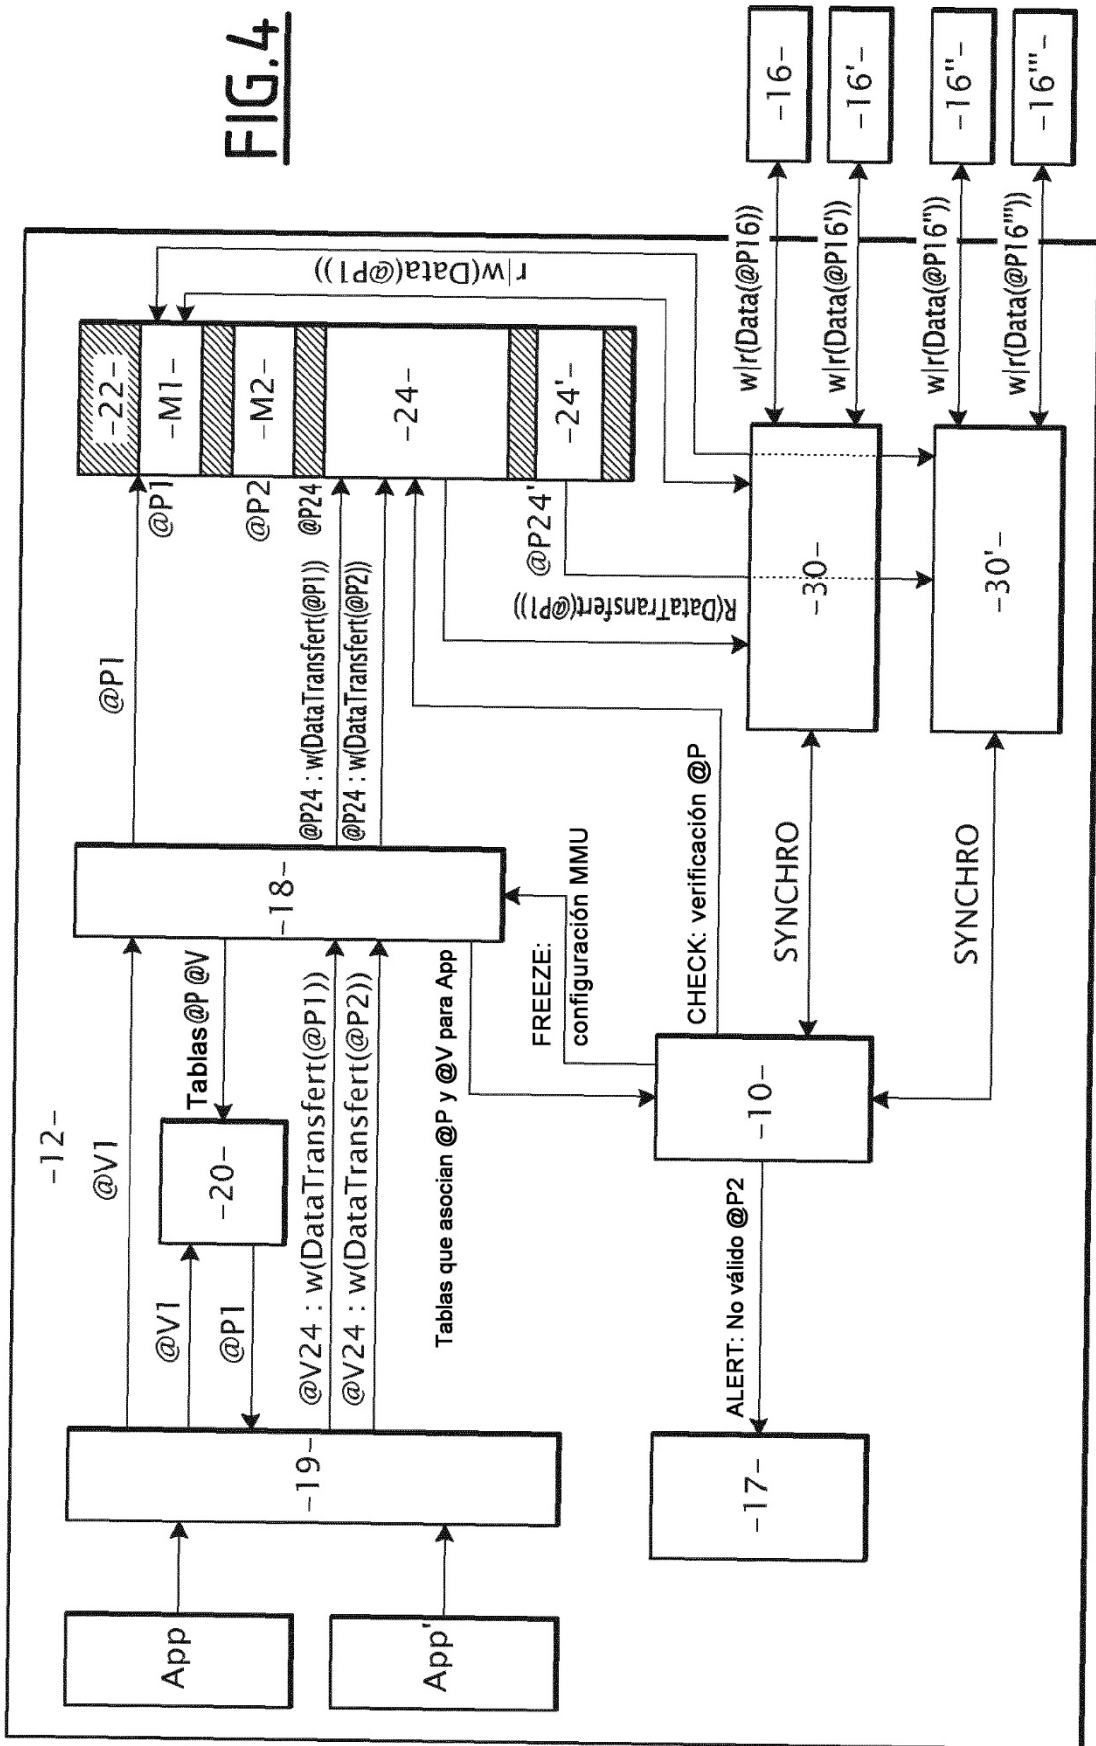 FIG.4
-12-
App
App'
-19-
@V1
@V1
@P1
-20-
Tablas@P @V
@V24 : w(DataTransfert(@P1))
@V24 : w(DataTransfert(@P2))
Tablas que asocian @P y @V para App
-18-
FREEZE:
configuración MMU
@P1
@P24 : w(DataTransfert(@P1))
@P24 : w(DataTransfert(@P2))
-22-
@P1
-M1-
@P2
-M2-
@P24
-24-
@P24'
-24'-
r|w(Data(@P1))
R(DataTransfert(@P1))
CHECK: verificación @P
-17-
ALERT: No válido @P2
-10-
SYNCHRO
SYNCHRO
-30-
-30'-
w|r(Data(@P16))
w|r(Data(@P16'))
w|r(Data(@P16''))
w|r(Data(@P16'''))
-16-
-16'-
-16''-
-16'''-